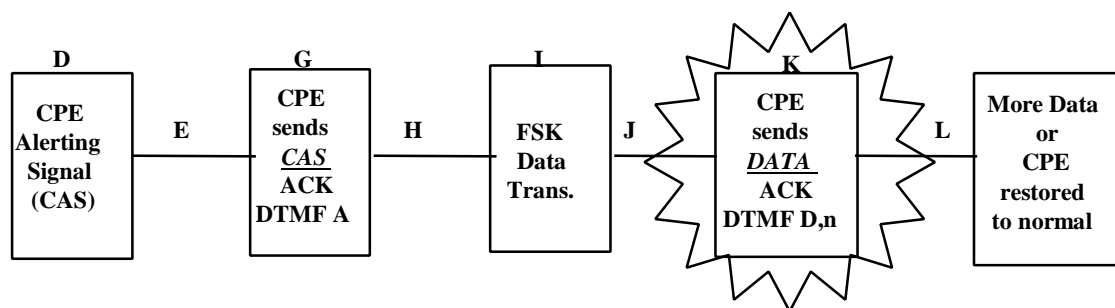 D
CPE
Alerting
Signal
(CAS)
E
G
CPE
sends
CAS
ACK
DTMF A
H
I
FSK
Data
Trans.
J
K
CPE
sends
DATA
ACK
DTMF D,n
L
More Data
or
CPE
restored
to normal